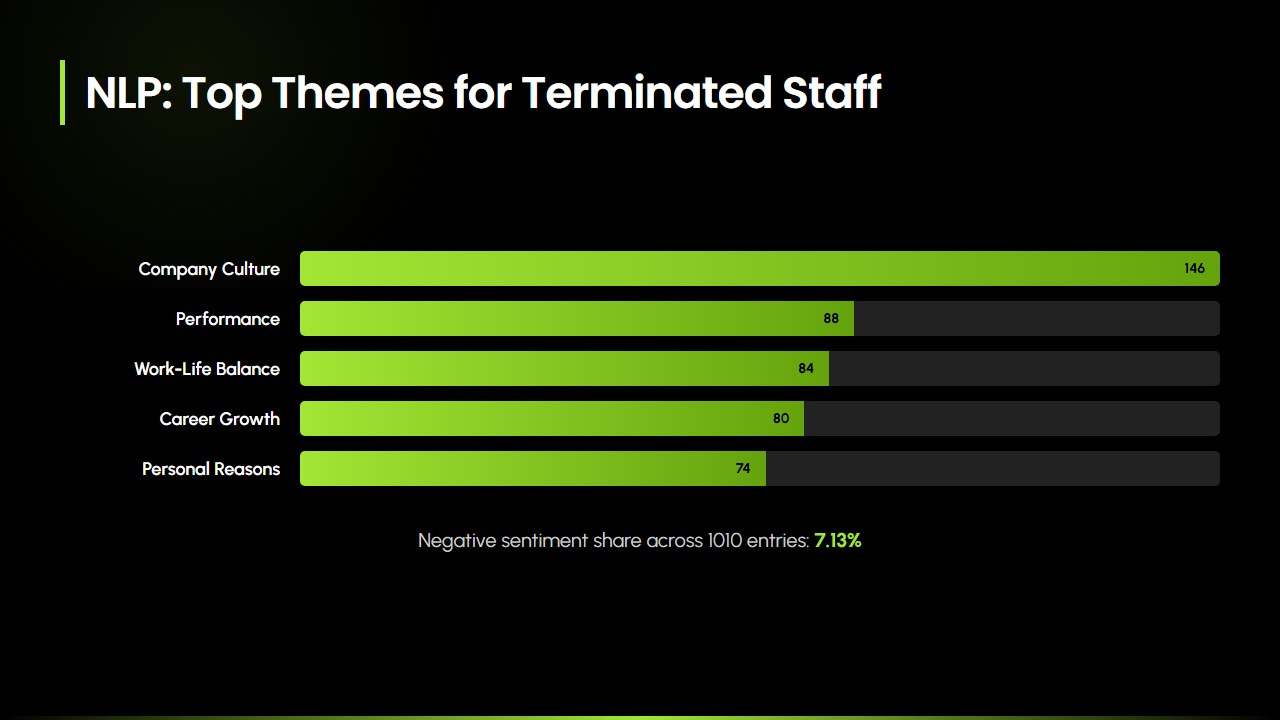 NLP: Top Themes for Terminated Staff
Company Culture 146
Performance 88
Work-Life Balance 84
Career Growth 80
Personal Reasons 74
Negative sentiment share across 1010 entries: 7.13%